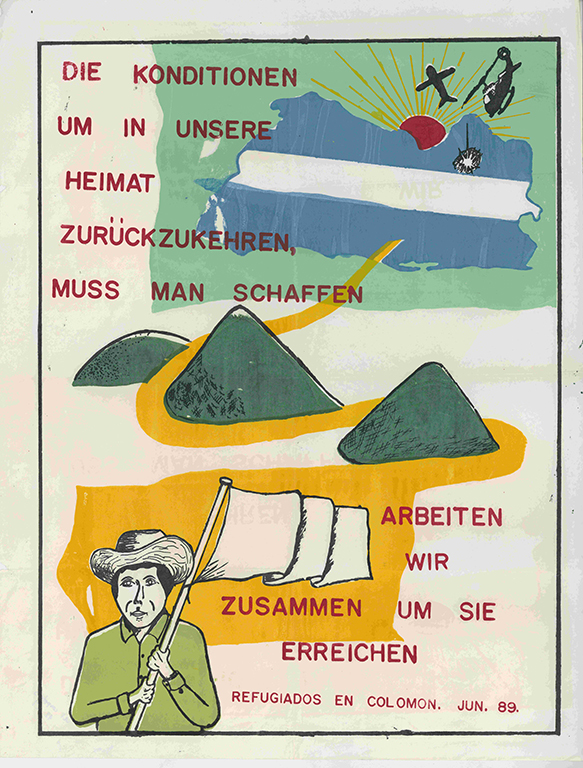 DIE KONDITIONEN
UM IN UNSERE
HEIMAT
ZURÜCKZUKEHREN,
MUSS MAN SCHAFFEN
ARBEITEN
WIR
ZUSAMMEN UM SIE
ERREICHEN
REFUGIADOS EN COLOMON. JUN. 89.